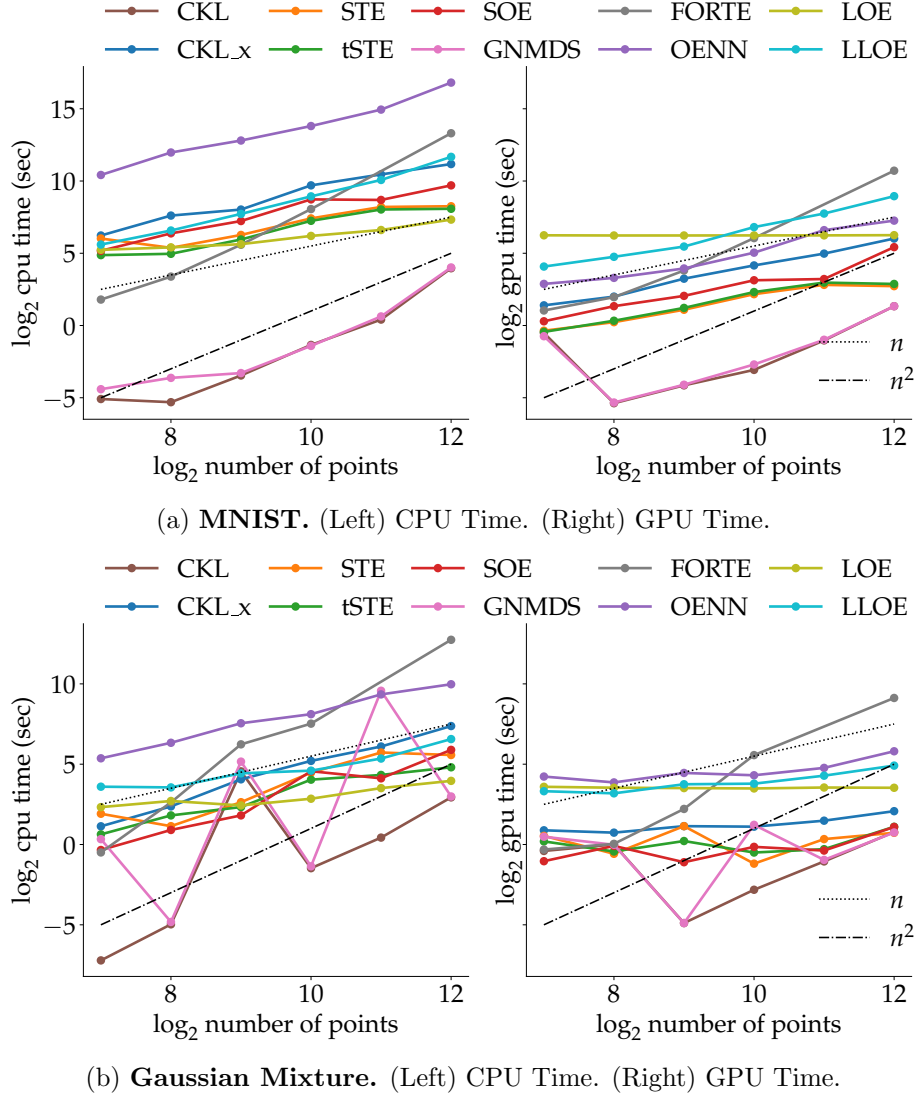 CKL STE SOE FORTE LOE
CKL_x tSTE GNMDS OENN LLOE
log₂ cpu time (sec)
15
10
5
0
−5
8 10 12
log₂ number of points
log₂ gpu time (sec)
n
n²
8 10 12
log₂ number of points
(a) MNIST. (Left) CPU Time. (Right) GPU Time.
CKL STE SOE FORTE LOE
CKL_x tSTE GNMDS OENN LLOE
log₂ cpu time (sec)
10
5
0
−5
8 10 12
log₂ number of points
log₂ gpu time (sec)
n
n²
8 10 12
log₂ number of points
(b) Gaussian Mixture. (Left) CPU Time. (Right) GPU Time.